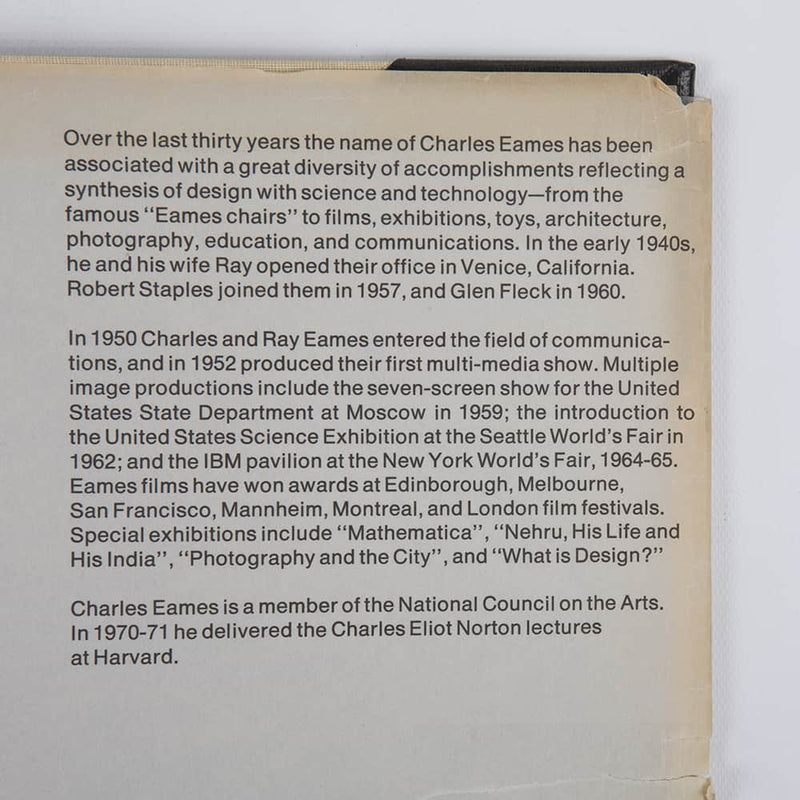 Over the last thirty years the name of Charles Eames has been
associated with a great diversity of accomplishments reflecting a
synthesis of design with science and technology—from the
famous “Eames chairs” to films, exhibitions, toys, architecture,
photography, education, and communications. In the early 1940s,
he and his wife Ray opened their office in Venice, California.
Robert Staples joined them in 1957, and Glen Fleck in 1960.
In 1950 Charles and Ray Eames entered the field of communica-
tions, and in 1952 produced their first multi-media show. Multiple
image productions include the seven-screen show for the United
States State Department at Moscow in 1959; the introduction to
the United States Science Exhibition at the Seattle World’s Fair in
1962; and the IBM pavilion at the New York World’s Fair, 1964-65.
Eames films have won awards at Edinborough, Melbourne,
San Francisco, Mannheim, Montreal, and London film festivals.
Special exhibitions include “Mathematica”, “Nehru, His Life and
His India”, “Photography and the City”, and “What is Design?”
Charles Eames is a member of the National Council on the Arts.
In 1970-71 he delivered the Charles Eliot Norton lectures
at Harvard.